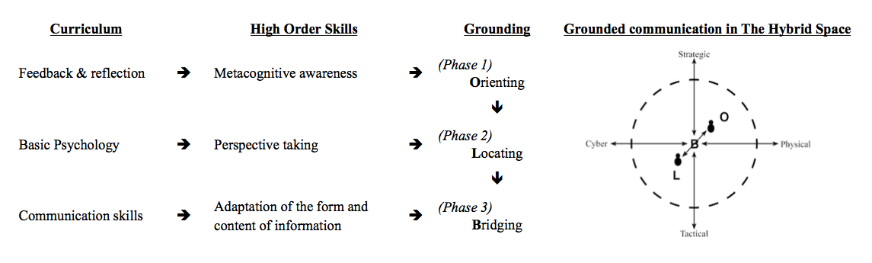 Curriculum
High Order Skills
Grounding
Grounded communication in The Hybrid Space
Feedback & reflection
Metacognitive awareness
(Phase 1)
Orienting
Basic Psychology
Perspective taking
(Phase 2)
Locating
Communication skills
Adaptation of the form and
content of information
(Phase 3)
Bridging
Strategic
O
Cyber
B
Physical
L
Tactical